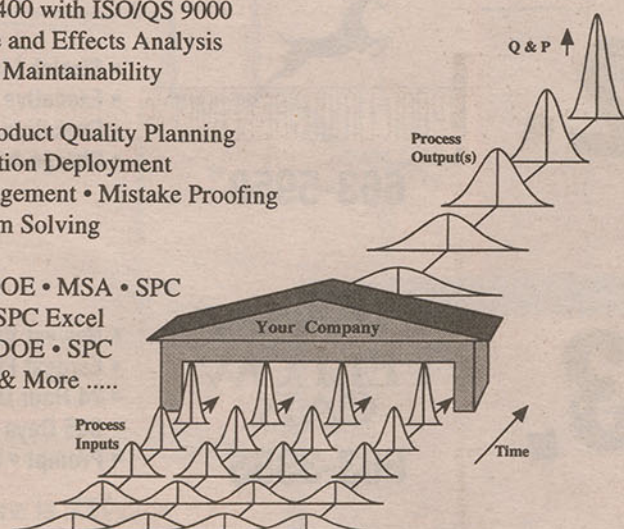 400 with ISO/QS 9000
and Effects Analysis
Maintainability
oduct Quality Planning
tion Deployment
gement • Mistake Proofing
m Solving
OE • MSA • SPC
SPC Excel
DOE • SPC
& More .....
Q & P
Process
Output(s)
Your Company
Process
Inputs
Time